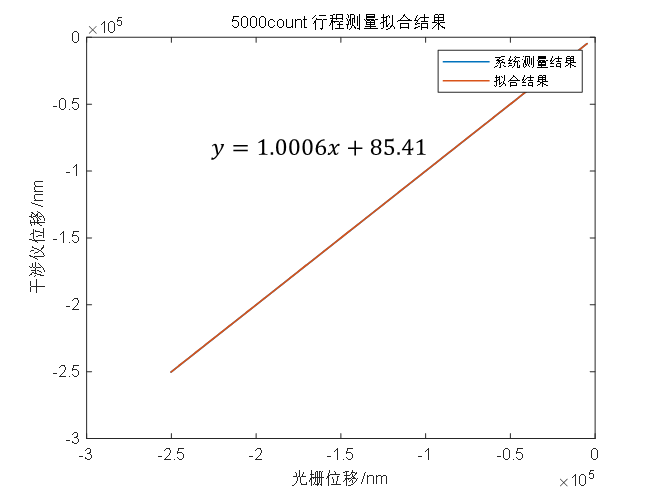 5000count 行程测量拟合结果
×10⁵
系统测量结果
拟合结果
y = 1.0006x + 85.41
干涉仪位移/nm
0
-0.5
-1
-1.5
-2
-2.5
-3
-3 -2.5 -2 -1.5 -1 -0.5 0
光栅位移/nm
×10⁵